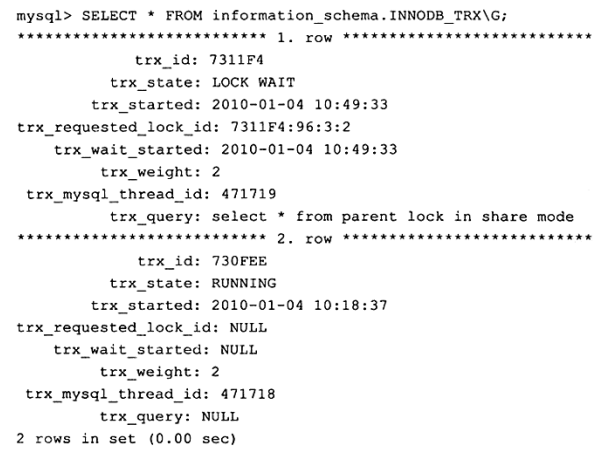 mysql> SELECT * FROM information_schema.INNODB_TRX\G;
*************************** 1. row ***************************
trx_id: 7311F4
trx_state: LOCK WAIT
trx_started: 2010-01-04 10:49:33
trx_requested_lock_id: 7311F4:96:3:2
trx_wait_started: 2010-01-04 10:49:33
trx_weight: 2
trx_mysql_thread_id: 471719
trx_query: select * from parent lock in share mode
*************************** 2. row ***************************
trx_id: 730FEE
trx_state: RUNNING
trx_started: 2010-01-04 10:18:37
trx_requested_lock_id: NULL
trx_wait_started: NULL
trx_weight: 2
trx_mysql_thread_id: 471718
trx_query: NULL
2 rows in set (0.00 sec)